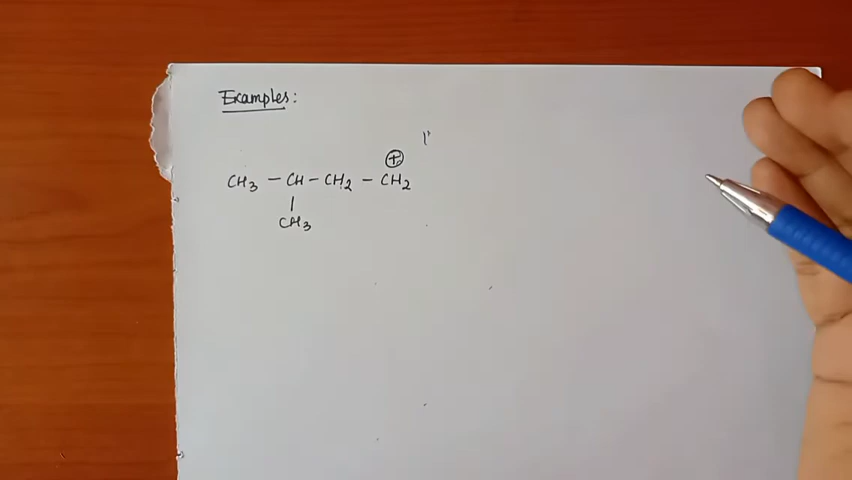 Examples:
1°
⊕
CH3 – CH – CH2 – CH2
|
CH3